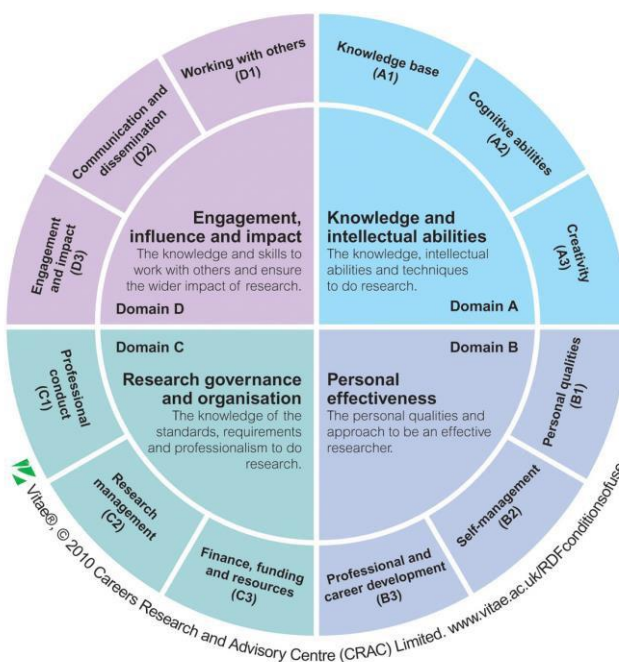 Working with others
(D1)
Communication and
dissemination
(D2)
Engagement
and impact
(D3)
Engagement,
influence and impact
The knowledge and skills to
work with others and ensure
the wider impact of research.
Domain D
Knowledge base
(A1)
Cognitive abilities
(A2)
Creativity
(A3)
Knowledge and
intellectual abilities
The knowledge, intellectual
abilities and techniques
to do research.
Domain A
Domain C
Research governance
and organisation
The knowledge of the
standards, requirements
and professionalism to do
research.
Professional
conduct
(C1)
Research
management
(C2)
Finance, funding
and resources
(C3)
Domain B
Personal
effectiveness
The personal qualities and
approach to be an effective
researcher.
Personal qualities
(B1)
Self-management
(B2)
Professional and
career development
(B3)
Vitae®, © 2010 Careers Research and Advisory Centre (CRAC) Limited. www.vitae.ac.uk/RDFconditionsofuse